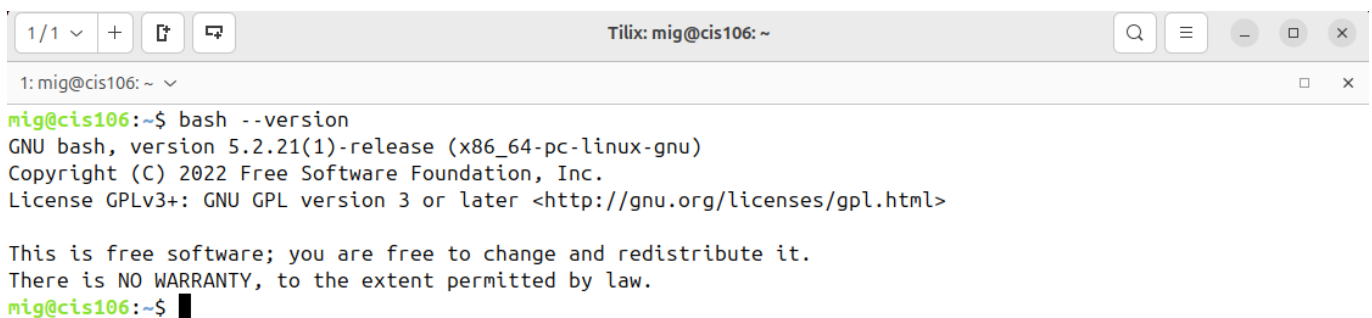 1/1
Tilix: mig@cis106: ~
1: mig@cis106: ~
mig@cis106:~$ bash --version
GNU bash, version 5.2.21(1)-release (x86_64-pc-linux-gnu)
Copyright (C) 2022 Free Software Foundation, Inc.
License GPLv3+: GNU GPL version 3 or later <http://gnu.org/licenses/gpl.html>

This is free software; you are free to change and redistribute it.
There is NO WARRANTY, to the extent permitted by law.
mig@cis106:~$